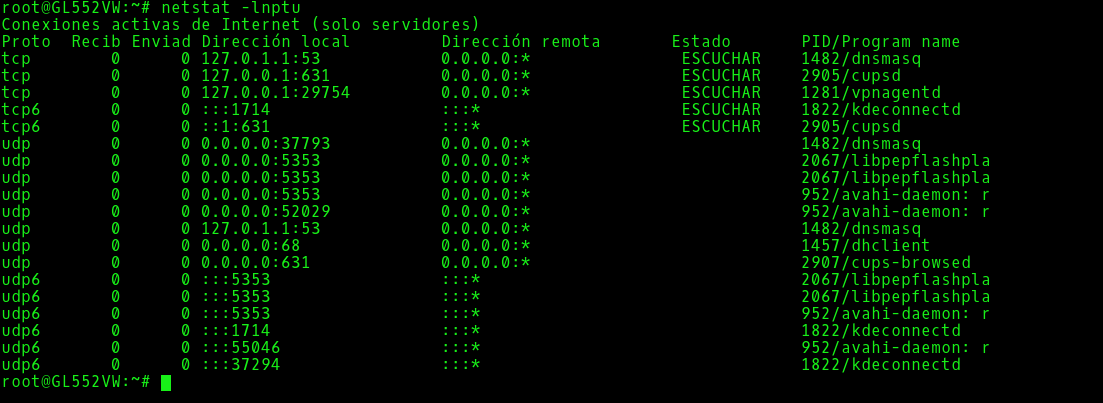 root@GL552VW:~# netstat -lnptu
Conexiones activas de Internet (solo servidores)
Proto  Recib Enviad Dirección local         Dirección remota       Estado       PID/Program name
tcp        0      0 127.0.1.1:53            0.0.0.0:*               ESCUCHAR    1482/dnsmasq
tcp        0      0 127.0.0.1:631           0.0.0.0:*               ESCUCHAR    2905/cupsd
tcp        0      0 127.0.0.1:29754         0.0.0.0:*               ESCUCHAR    1281/vpnagentd
tcp6       0      0 :::1714                 :::*                    ESCUCHAR    1822/kdeconnectd
tcp6       0      0 ::1:631                 :::*                    ESCUCHAR    2905/cupsd
udp        0      0 0.0.0.0:37793           0.0.0.0:*                           1482/dnsmasq
udp        0      0 0.0.0.0:5353            0.0.0.0:*                           2067/libpepflashpla
udp        0      0 0.0.0.0:5353            0.0.0.0:*                           2067/libpepflashpla
udp        0      0 0.0.0.0:5353            0.0.0.0:*                           952/avahi-daemon: r
udp        0      0 0.0.0.0:52029           0.0.0.0:*                           952/avahi-daemon: r
udp        0      0 127.0.1.1:53            0.0.0.0:*                           1482/dnsmasq
udp        0      0 0.0.0.0:68              0.0.0.0:*                           1457/dhclient
udp        0      0 0.0.0.0:631             0.0.0.0:*                           2907/cups-browsed
udp6       0      0 :::5353                 :::*                                2067/libpepflashpla
udp6       0      0 :::5353                 :::*                                2067/libpepflashpla
udp6       0      0 :::5353                 :::*                                952/avahi-daemon: r
udp6       0      0 :::1714                 :::*                                1822/kdeconnectd
udp6       0      0 :::55046                :::*                                952/avahi-daemon: r
udp6       0      0 :::37294                :::*                                1822/kdeconnectd
root@GL552VW:~#